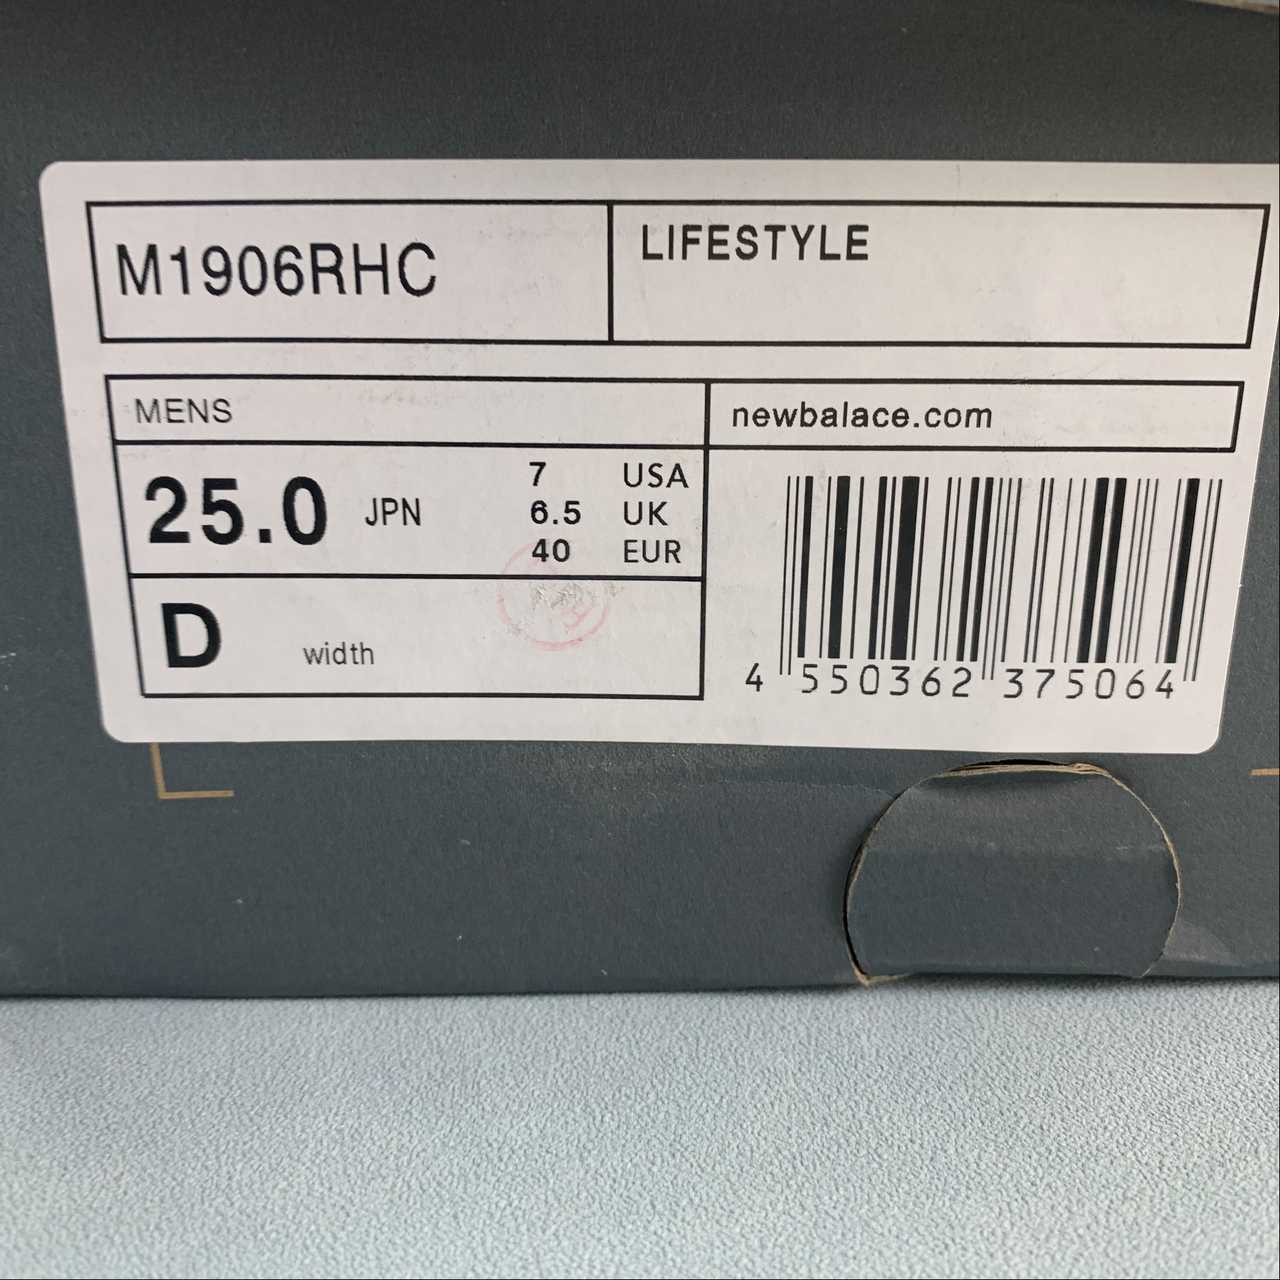 M1906RHC
LIFESTYLE
MENS
newbalace.com
25.0 JPN
7 USA
6.5 UK
40 EUR
D width
4 550362 375064